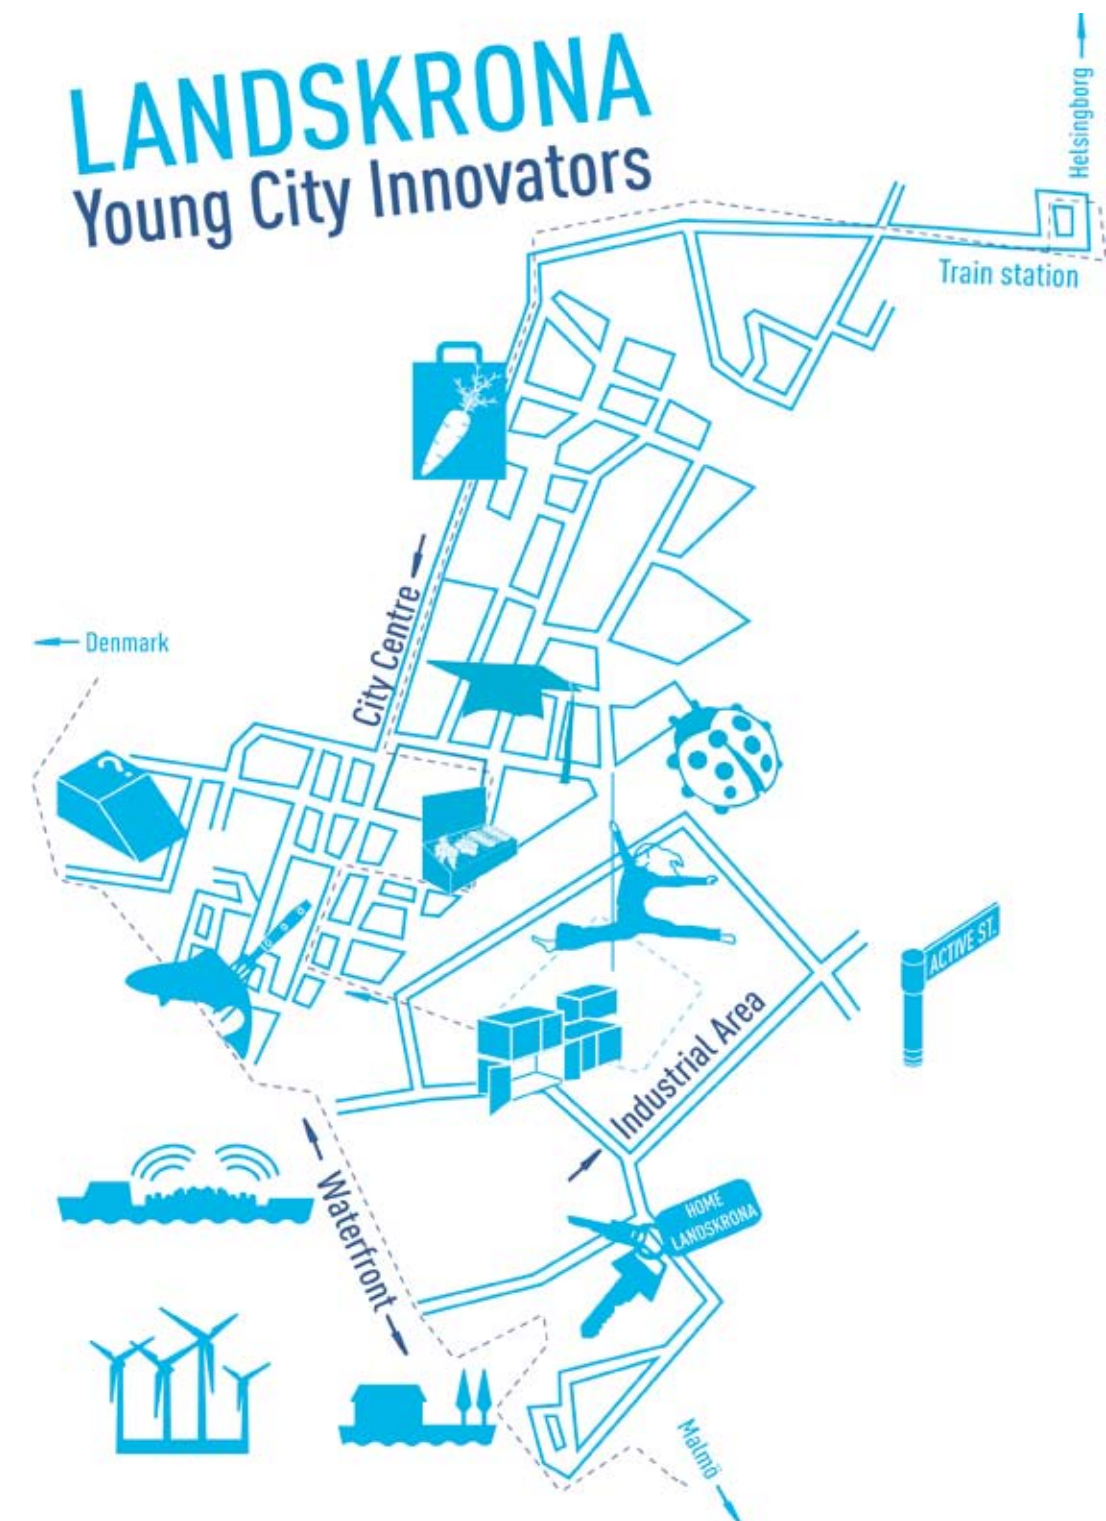 LANDSKRONA
Young City Innovators
Helsingborg
Train station
City Centre
Denmark
?
ACTIVE ST.
Industrial Area
HOME
LANDSKRONA
Waterfront
Malmö